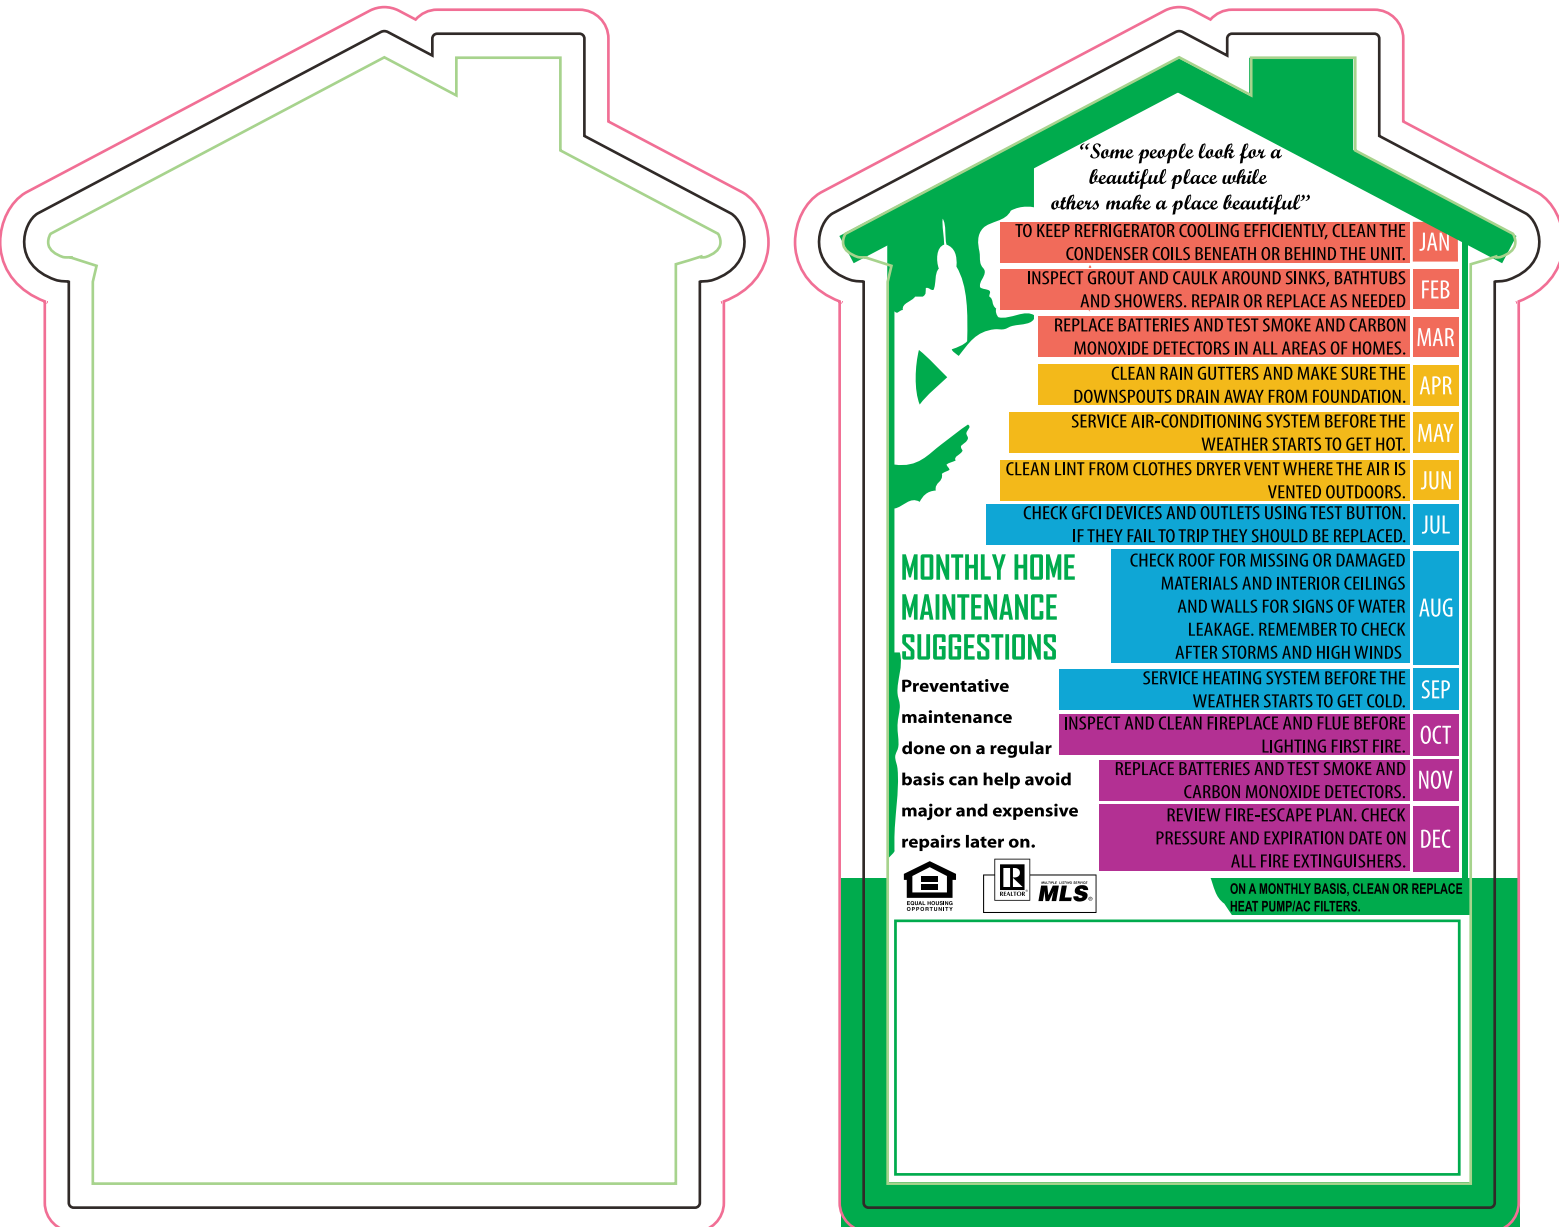 “Some people look for a
beautiful place while
others make a place beautiful”
TO KEEP REFRIGERATOR COOLING EFFICIENTLY, CLEAN THE
CONDENSER COILS BENEATH OR BEHIND THE UNIT.
JAN
INSPECT GROUT AND CAULK AROUND SINKS, BATHTUBS
AND SHOWERS. REPAIR OR REPLACE AS NEEDED
FEB
REPLACE BATTERIES AND TEST SMOKE AND CARBON
MONOXIDE DETECTORS IN ALL AREAS OF HOMES.
MAR
CLEAN RAIN GUTTERS AND MAKE SURE THE
DOWNSPOUTS DRAIN AWAY FROM FOUNDATION.
APR
SERVICE AIR-CONDITIONING SYSTEM BEFORE THE
WEATHER STARTS TO GET HOT.
MAY
CLEAN LINT FROM CLOTHES DRYER VENT WHERE THE AIR IS
VENTED OUTDOORS.
JUN
CHECK GFCI DEVICES AND OUTLETS USING TEST BUTTON.
IF THEY FAIL TO TRIP THEY SHOULD BE REPLACED.
JUL
CHECK ROOF FOR MISSING OR DAMAGED
MATERIALS AND INTERIOR CEILINGS
AND WALLS FOR SIGNS OF WATER
LEAKAGE. REMEMBER TO CHECK
AFTER STORMS AND HIGH WINDS
AUG
SERVICE HEATING SYSTEM BEFORE THE
WEATHER STARTS TO GET COLD.
SEP
INSPECT AND CLEAN FIREPLACE AND FLUE BEFORE
LIGHTING FIRST FIRE.
OCT
REPLACE BATTERIES AND TEST SMOKE AND
CARBON MONOXIDE DETECTORS.
NOV
REVIEW FIRE-ESCAPE PLAN. CHECK
PRESSURE AND EXPIRATION DATE ON
ALL FIRE EXTINGUISHERS.
DEC
MONTHLY HOME
MAINTENANCE
SUGGESTIONS
Preventative
maintenance
done on a regular
basis can help avoid
major and expensive
repairs later on.
EQUAL HOUSING
OPPORTUNITY
R
REALTOR®
MULTIPLE LISTING SERVICE
MLS®
ON A MONTHLY BASIS, CLEAN OR REPLACE
HEAT PUMP/AC FILTERS.